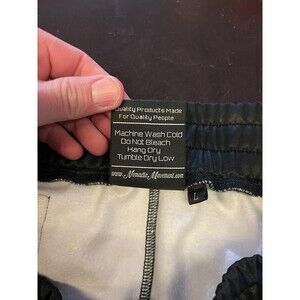 Quality Products Made
For Quality People
Machine Wash Cold
Do Not Bleach
Hang Dry
Tumble Dry Low
www.NomadicMovement.com
L